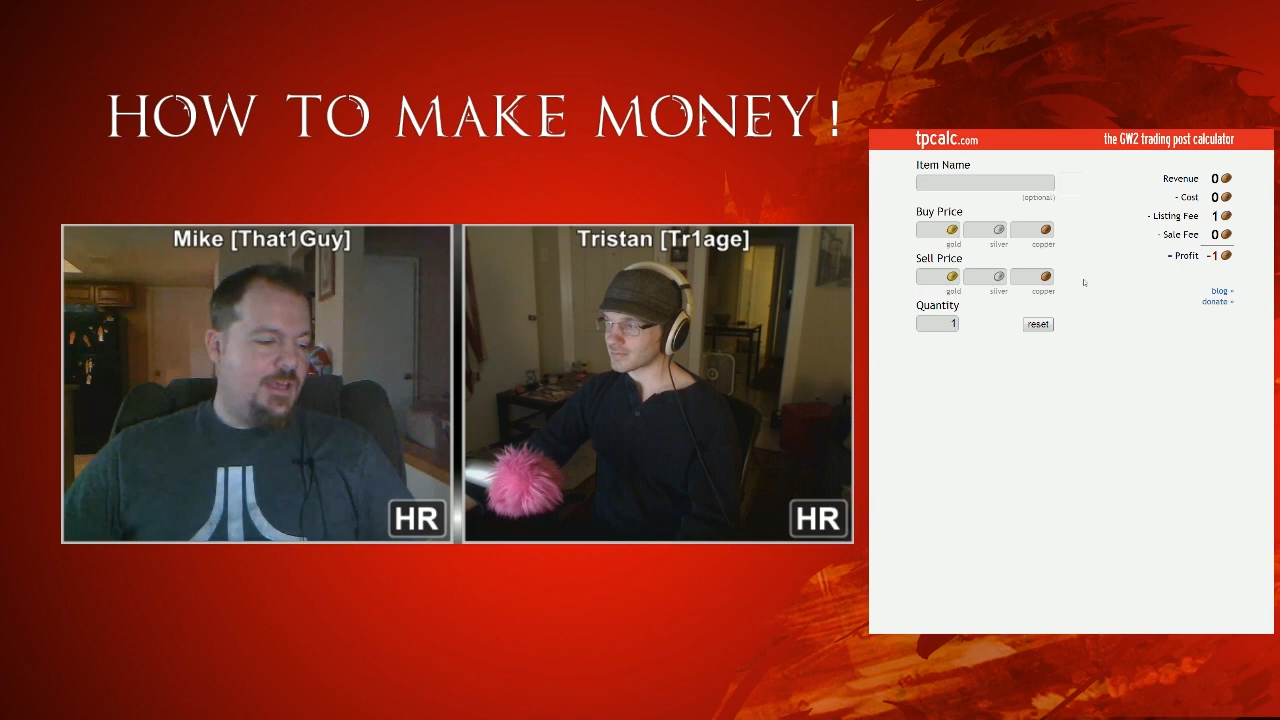 HOW TO MAKE MONEY!
Mike [That1Guy]
HR
Tristan [Tr1age]
HR
tpcalc.com
the GW2 trading post calculator
Item Name
(optional)
Buy Price
gold silver copper
Sell Price
gold silver copper
Quantity
1
reset
Revenue 0
- Cost 0
- Listing Fee 1
- Sale Fee 0
= Profit -1
blog »
donate »